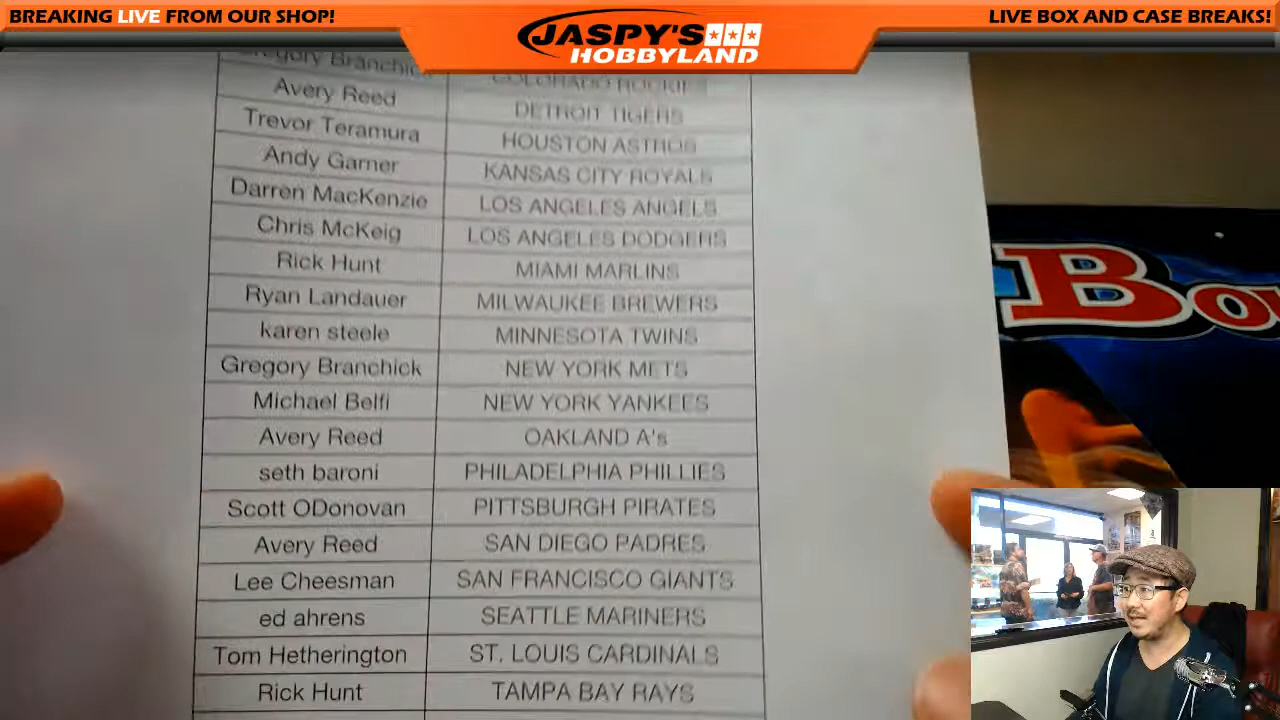 BREAKING LIVE FROM OUR SHOP!
JASPY'S
HOBBYLAND
LIVE BOX AND CASE BREAKS!
Gregory Branchick COLORADO ROCKIES
Avery Reed DETROIT TIGERS
Trevor Teramura HOUSTON ASTROS
Andy Garner KANSAS CITY ROYALS
Darren MacKenzie LOS ANGELES ANGELS
Chris McKeig LOS ANGELES DODGERS
Rick Hunt MIAMI MARLINS
Ryan Landauer MILWAUKEE BREWERS
karen steele MINNESOTA TWINS
Gregory Branchick NEW YORK METS
Michael Belfi NEW YORK YANKEES
Avery Reed OAKLAND A's
seth baroni PHILADELPHIA PHILLIES
Scott ODonovan PITTSBURGH PIRATES
Avery Reed SAN DIEGO PADRES
Lee Cheesman SAN FRANCISCO GIANTS
ed ahrens SEATTLE MARINERS
Tom Hetherington ST. LOUIS CARDINALS
Rick Hunt TAMPA BAY RAYS